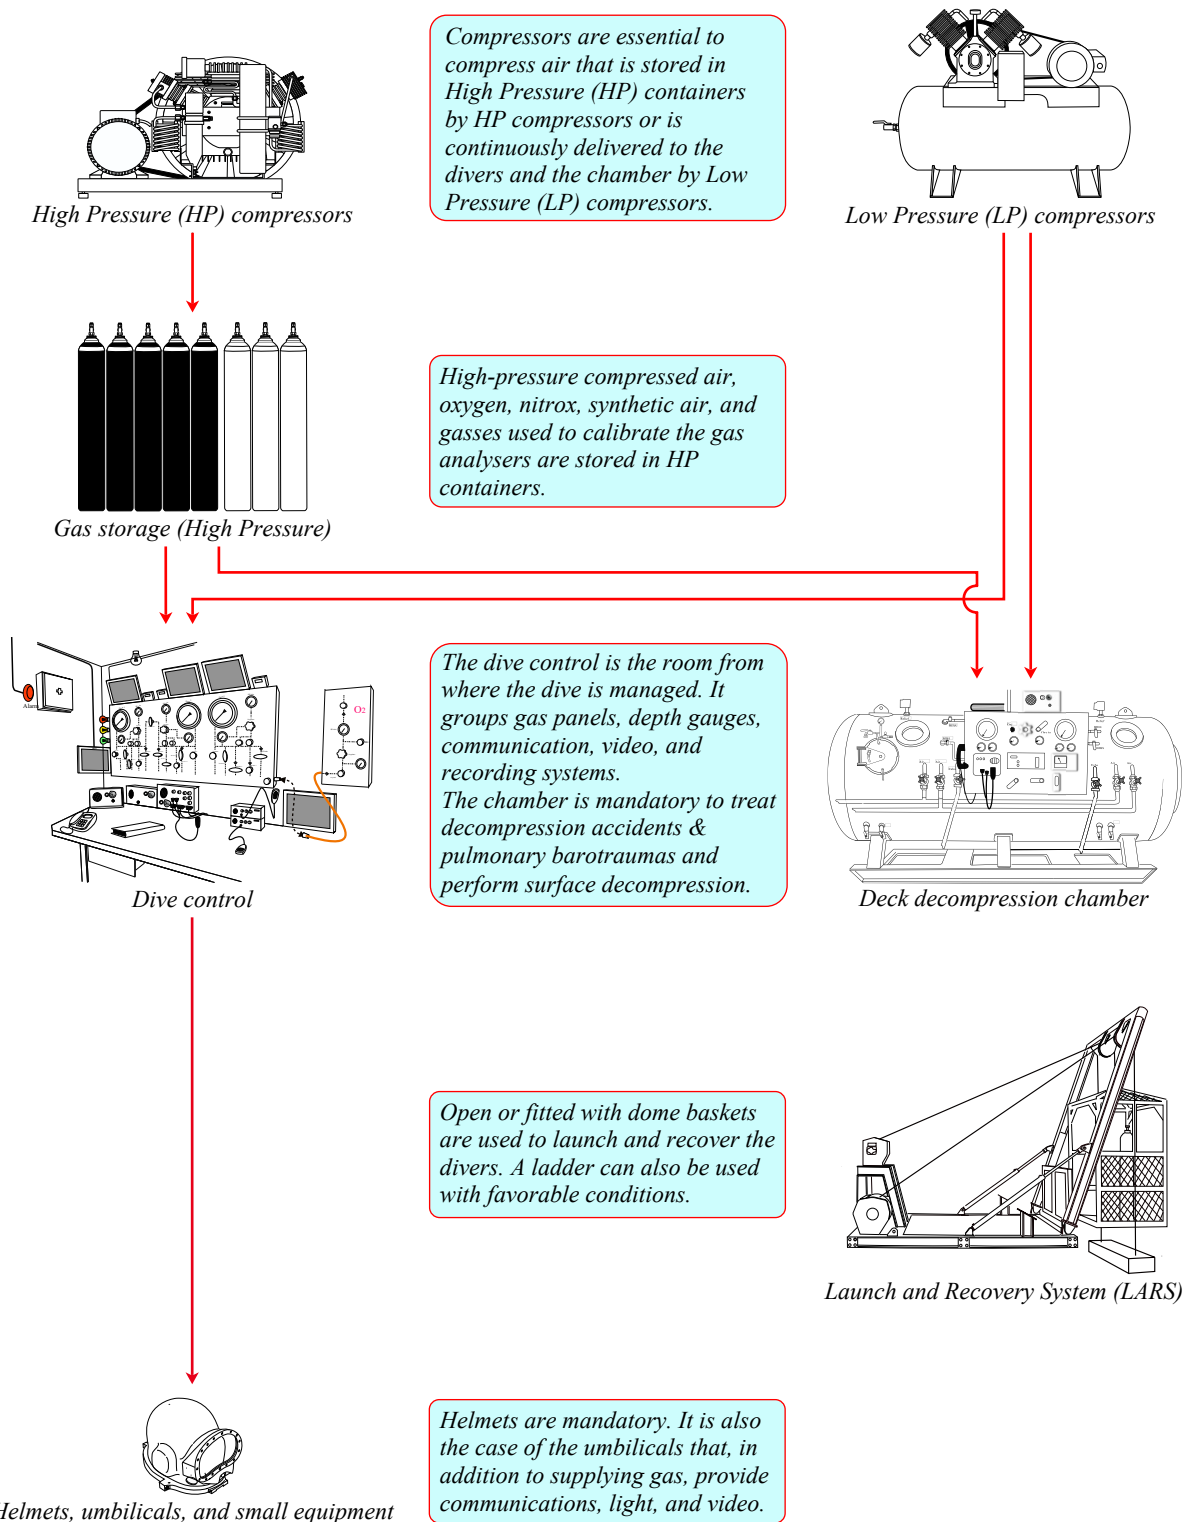 Compressors are essential to
compress air that is stored in
High Pressure (HP) containers
by HP compressors or is
continuously delivered to the
divers and the chamber by Low
Pressure (LP) compressors.
High Pressure (HP) compressors
Low Pressure (LP) compressors
High-pressure compressed air,
oxygen, nitrox, synthetic air, and
gasses used to calibrate the gas
analysers are stored in HP
containers.
Gas storage (High Pressure)
The dive control is the room from
where the dive is managed. It
groups gas panels, depth gauges,
communication, video, and
recording systems.
The chamber is mandatory to treat
decompression accidents &
pulmonary barotraumas and
perform surface decompression.
Alarm
O2
Dive control
Deck decompression chamber
Open or fitted with dome baskets
are used to launch and recover the
divers. A ladder can also be used
with favorable conditions.
Launch and Recovery System (LARS)
Helmets are mandatory. It is also
the case of the umbilicals that, in
addition to supplying gas, provide
communications, light, and video.
Helmets, umbilicals, and small equipment